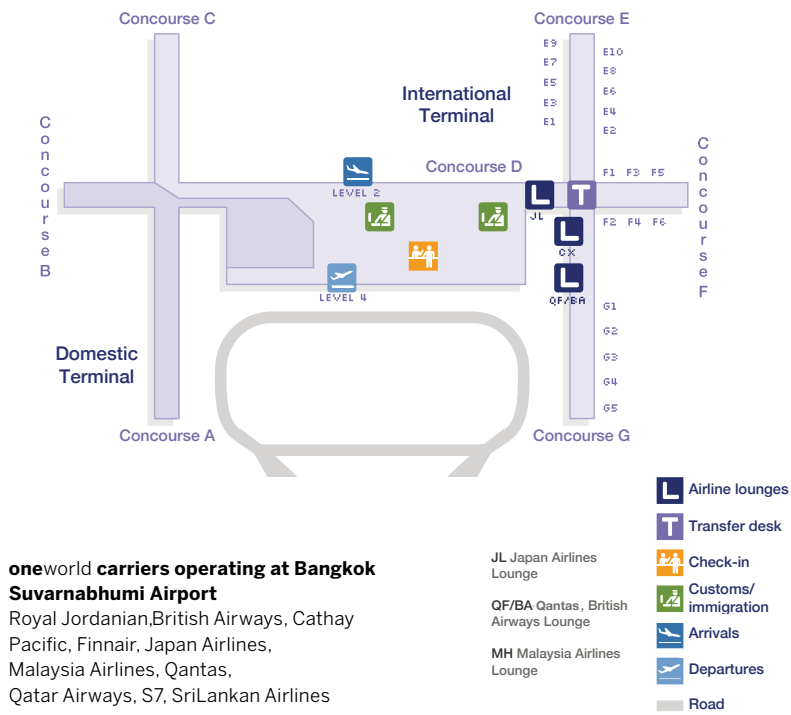 Concourse C
Concourse E
E9
E10
E7
E8
E5
E6
E3
E4
E1
E2
International
Terminal
Concourse B
Concourse D
Concourse F
F1 F3 F5
LEVEL 2
L
T
JL
F2 F4 F6
L
CX
L
LEVEL 4
QF/BA
G1
G2
G3
G4
G5
Domestic
Terminal
Concourse A
Concourse G
L Airline lounges
T Transfer desk
Check-in
Customs/
immigration
Arrivals
Departures
Road
JL Japan Airlines
Lounge
QF/BA Qantas, British
Airways Lounge
MH Malaysia Airlines
Lounge
oneworld carriers operating at Bangkok
Suvarnabhumi Airport
Royal Jordanian,British Airways, Cathay
Pacific, Finnair, Japan Airlines,
Malaysia Airlines, Qantas,
Qatar Airways, S7, SriLankan Airlines